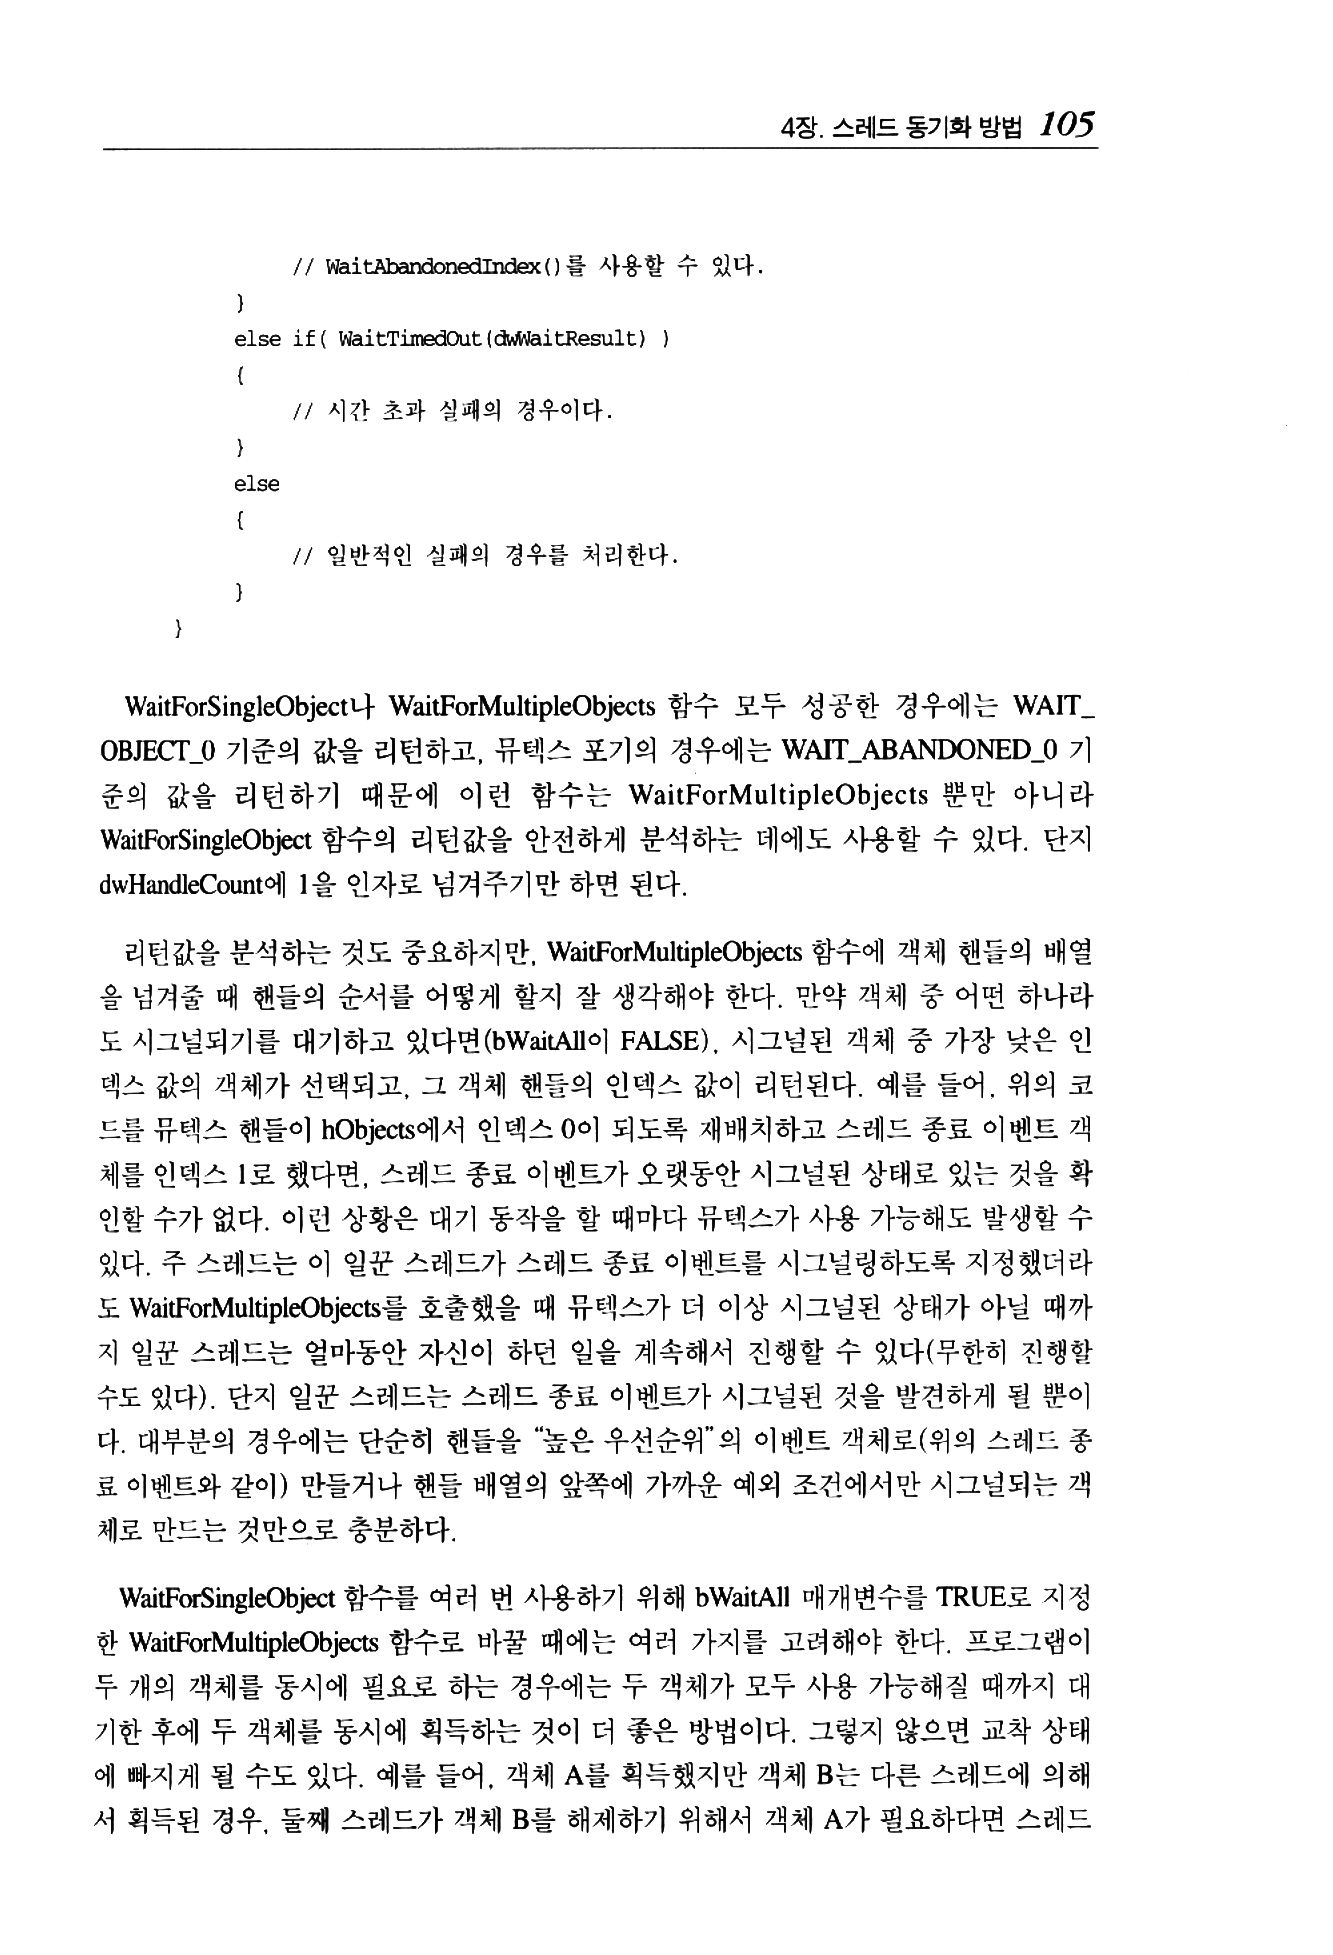 4장. 스레드 동기화 방법 105
// WaitAbandonedIndex()를 사용할 수 있다.
}
else if( WaitTimedOut(dwWaitResult) )
{
// 시간 초과 실패의 경우이다.
}
else
{
// 일반적인 실패의 경우를 처리한다.
}
}
WaitForSingleObject나 WaitForMultipleObjects 함수 모두 성공한 경우에는 WAIT_
OBJECT_0 기준의 값을 리턴하고, 뮤텍스 포기의 경우에는 WAIT_ABANDONED_0 기
준의 값을 리턴하기 때문에 이런 함수는 WaitForMultipleObjects 뿐만 아니라
WaitForSingleObject 함수의 리턴값을 안전하게 분석하는 데에도 사용할 수 있다. 단지
dwHandleCount에 1을 인자로 넘겨주기만 하면 된다.
리턴값을 분석하는 것도 중요하지만, WaitForMultipleObjects 함수에 객체 핸들의 배열
을 넘겨줄 때 핸들의 순서를 어떻게 할지 잘 생각해야 한다. 만약 객체 중 어떤 하나라
도 시그널되기를 대기하고 있다면(bWaitAll이 FALSE), 시그널된 객체 중 가장 낮은 인
덱스 값의 객체가 선택되고, 그 객체 핸들의 인덱스 값이 리턴된다. 예를 들어, 위의 코
드를 뮤텍스 핸들이 hObjects에서 인덱스 0이 되도록 재배치하고 스레드 종료 이벤트 객
체를 인덱스 1로 했다면, 스레드 종료 이벤트가 오랫동안 시그널된 상태로 있는 것을 확
인할 수가 없다. 이런 상황은 대기 동작을 할 때마다 뮤텍스가 사용 가능해도 발생할 수
있다. 주 스레드는 이 일꾼 스레드가 스레드 종료 이벤트를 시그널링하도록 지정했더라
도 WaitForMultipleObjects를 호출했을 때 뮤텍스가 더 이상 시그널된 상태가 아닐 때까
지 일꾼 스레드는 얼마동안 자신이 하던 일을 계속해서 진행할 수 있다(무한히 진행할
수도 있다). 단지 일꾼 스레드는 스레드 종료 이벤트가 시그널된 것을 발견하게 될 뿐이
다. 대부분의 경우에는 단순히 핸들을 “높은 우선순위”의 이벤트 객체로(위의 스레드 종
료 이벤트와 같이) 만들거나 핸들 배열의 앞쪽에 가까운 예외 조건에서만 시그널되는 객
체로 만드는 것만으로 충분하다.
WaitForSingleObject 함수를 여러 번 사용하기 위해 bWaitAll 매개변수를 TRUE로 지정
한 WaitForMultipleObjects 함수로 바꿀 때에는 여러 가지를 고려해야 한다. 프로그램이
두 개의 객체를 동시에 필요로 하는 경우에는 두 객체가 모두 사용 가능해질 때까지 대
기한 후에 두 객체를 동시에 획득하는 것이 더 좋은 방법이다. 그렇지 않으면 교착 상태
에 빠지게 될 수도 있다. 예를 들어, 객체 A를 획득했지만 객체 B는 다른 스레드에 의해
서 획득된 경우, 둘째 스레드가 객체 B를 해제하기 위해서 객체 A가 필요하다면 스레드